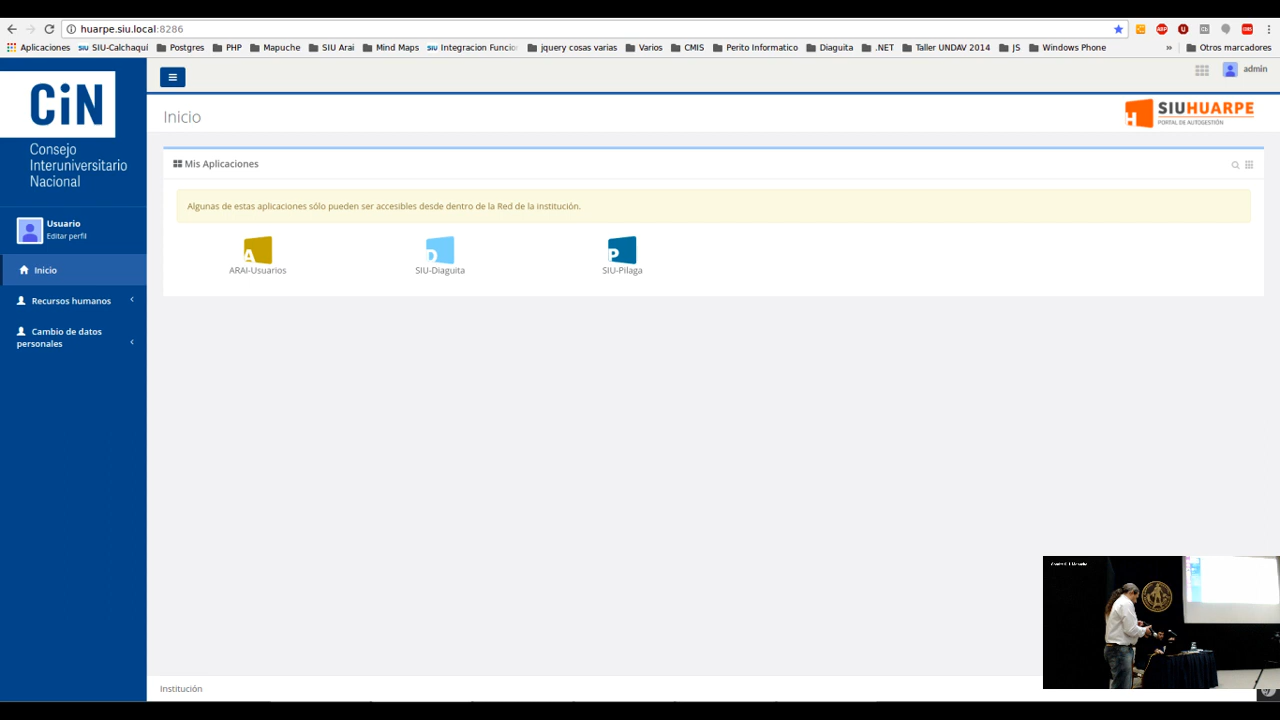 huarpe.siu.local:8286
Aplicaciones SIU-Calchaquí Postgres PHP Mapuche SIU Arai Mind Maps Integracion Funcio jquery cosas varias Varios CMIS Perito Informatico Diaguita .NET Taller UNDAV 2014 JS Windows Phone » Otros marcadores
admin
CiN
Consejo
Interuniversitario
Nacional
Inicio
SIUHUARPE
PORTAL DE AUTOGESTIÓN
Mis Aplicaciones
Algunas de estas aplicaciones sólo pueden ser accesibles desde dentro de la Red de la institución.
Usuario
Editar perfil
A
D
P
ARAI-Usuarios
SIU-Diaguita
SIU-Pilaga
Inicio
Recursos humanos
Cambio de datos
personales
Institución